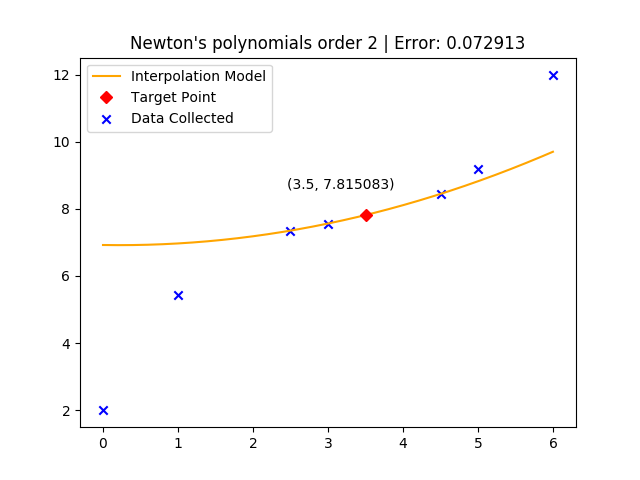 Newton's polynomials order 2 | Error: 0.072913
Interpolation Model
Target Point
Data Collected
(3.5, 7.815083)
12
10
8
6
4
2
0 1 2 3 4 5 6